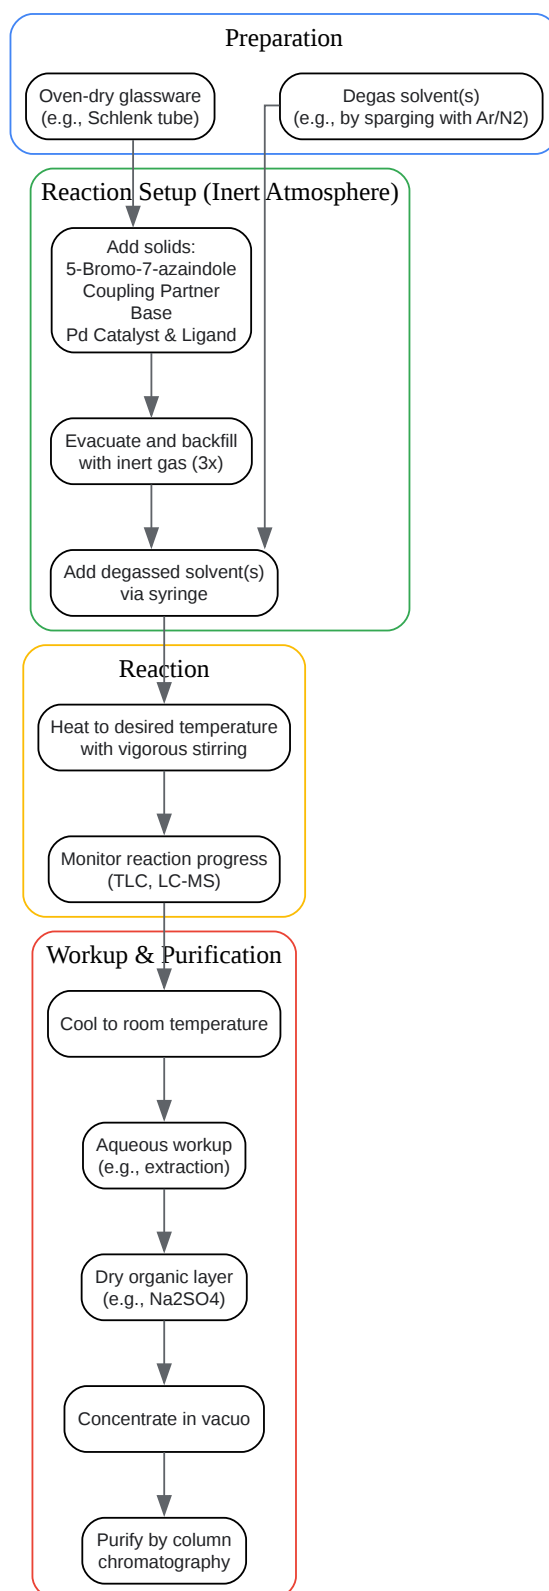 Preparation
Oven-dry glassware
(e.g., Schlenk tube)
Degas solvent(s)
(e.g., by sparging with Ar/N2)
Reaction Setup (Inert Atmosphere)
Add solids:
5-Bromo-7-azaindole
Coupling Partner
Base
Pd Catalyst & Ligand
Evacuate and backfill
with inert gas (3x)
Add degassed solvent(s)
via syringe
Reaction
Heat to desired temperature
with vigorous stirring
Monitor reaction progress
(TLC, LC-MS)
Workup & Purification
Cool to room temperature
Aqueous workup
(e.g., extraction)
Dry organic layer
(e.g., Na2SO4)
Concentrate in vacuo
Purify by column
chromatography